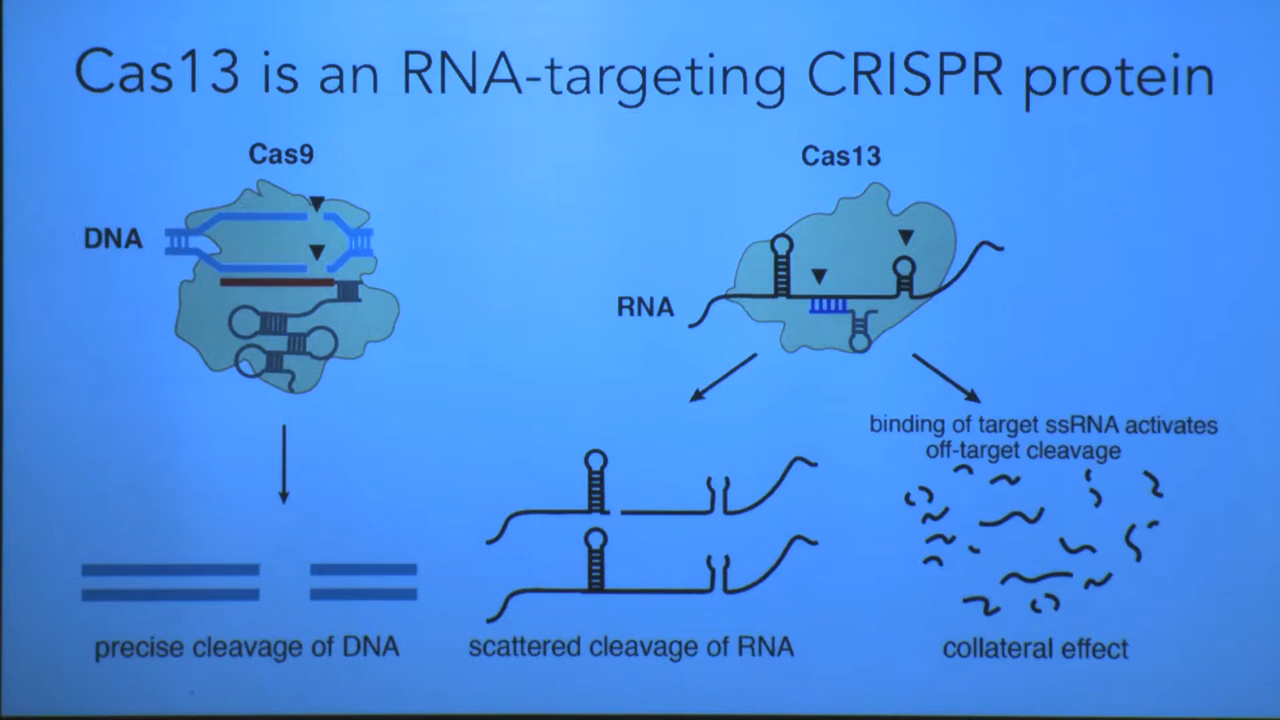 Cas13 is an RNA-targeting CRISPR protein
Cas9
Cas13
DNA
RNA
binding of target ssRNA activates
off-target cleavage
precise cleavage of DNA
scattered cleavage of RNA
collateral effect